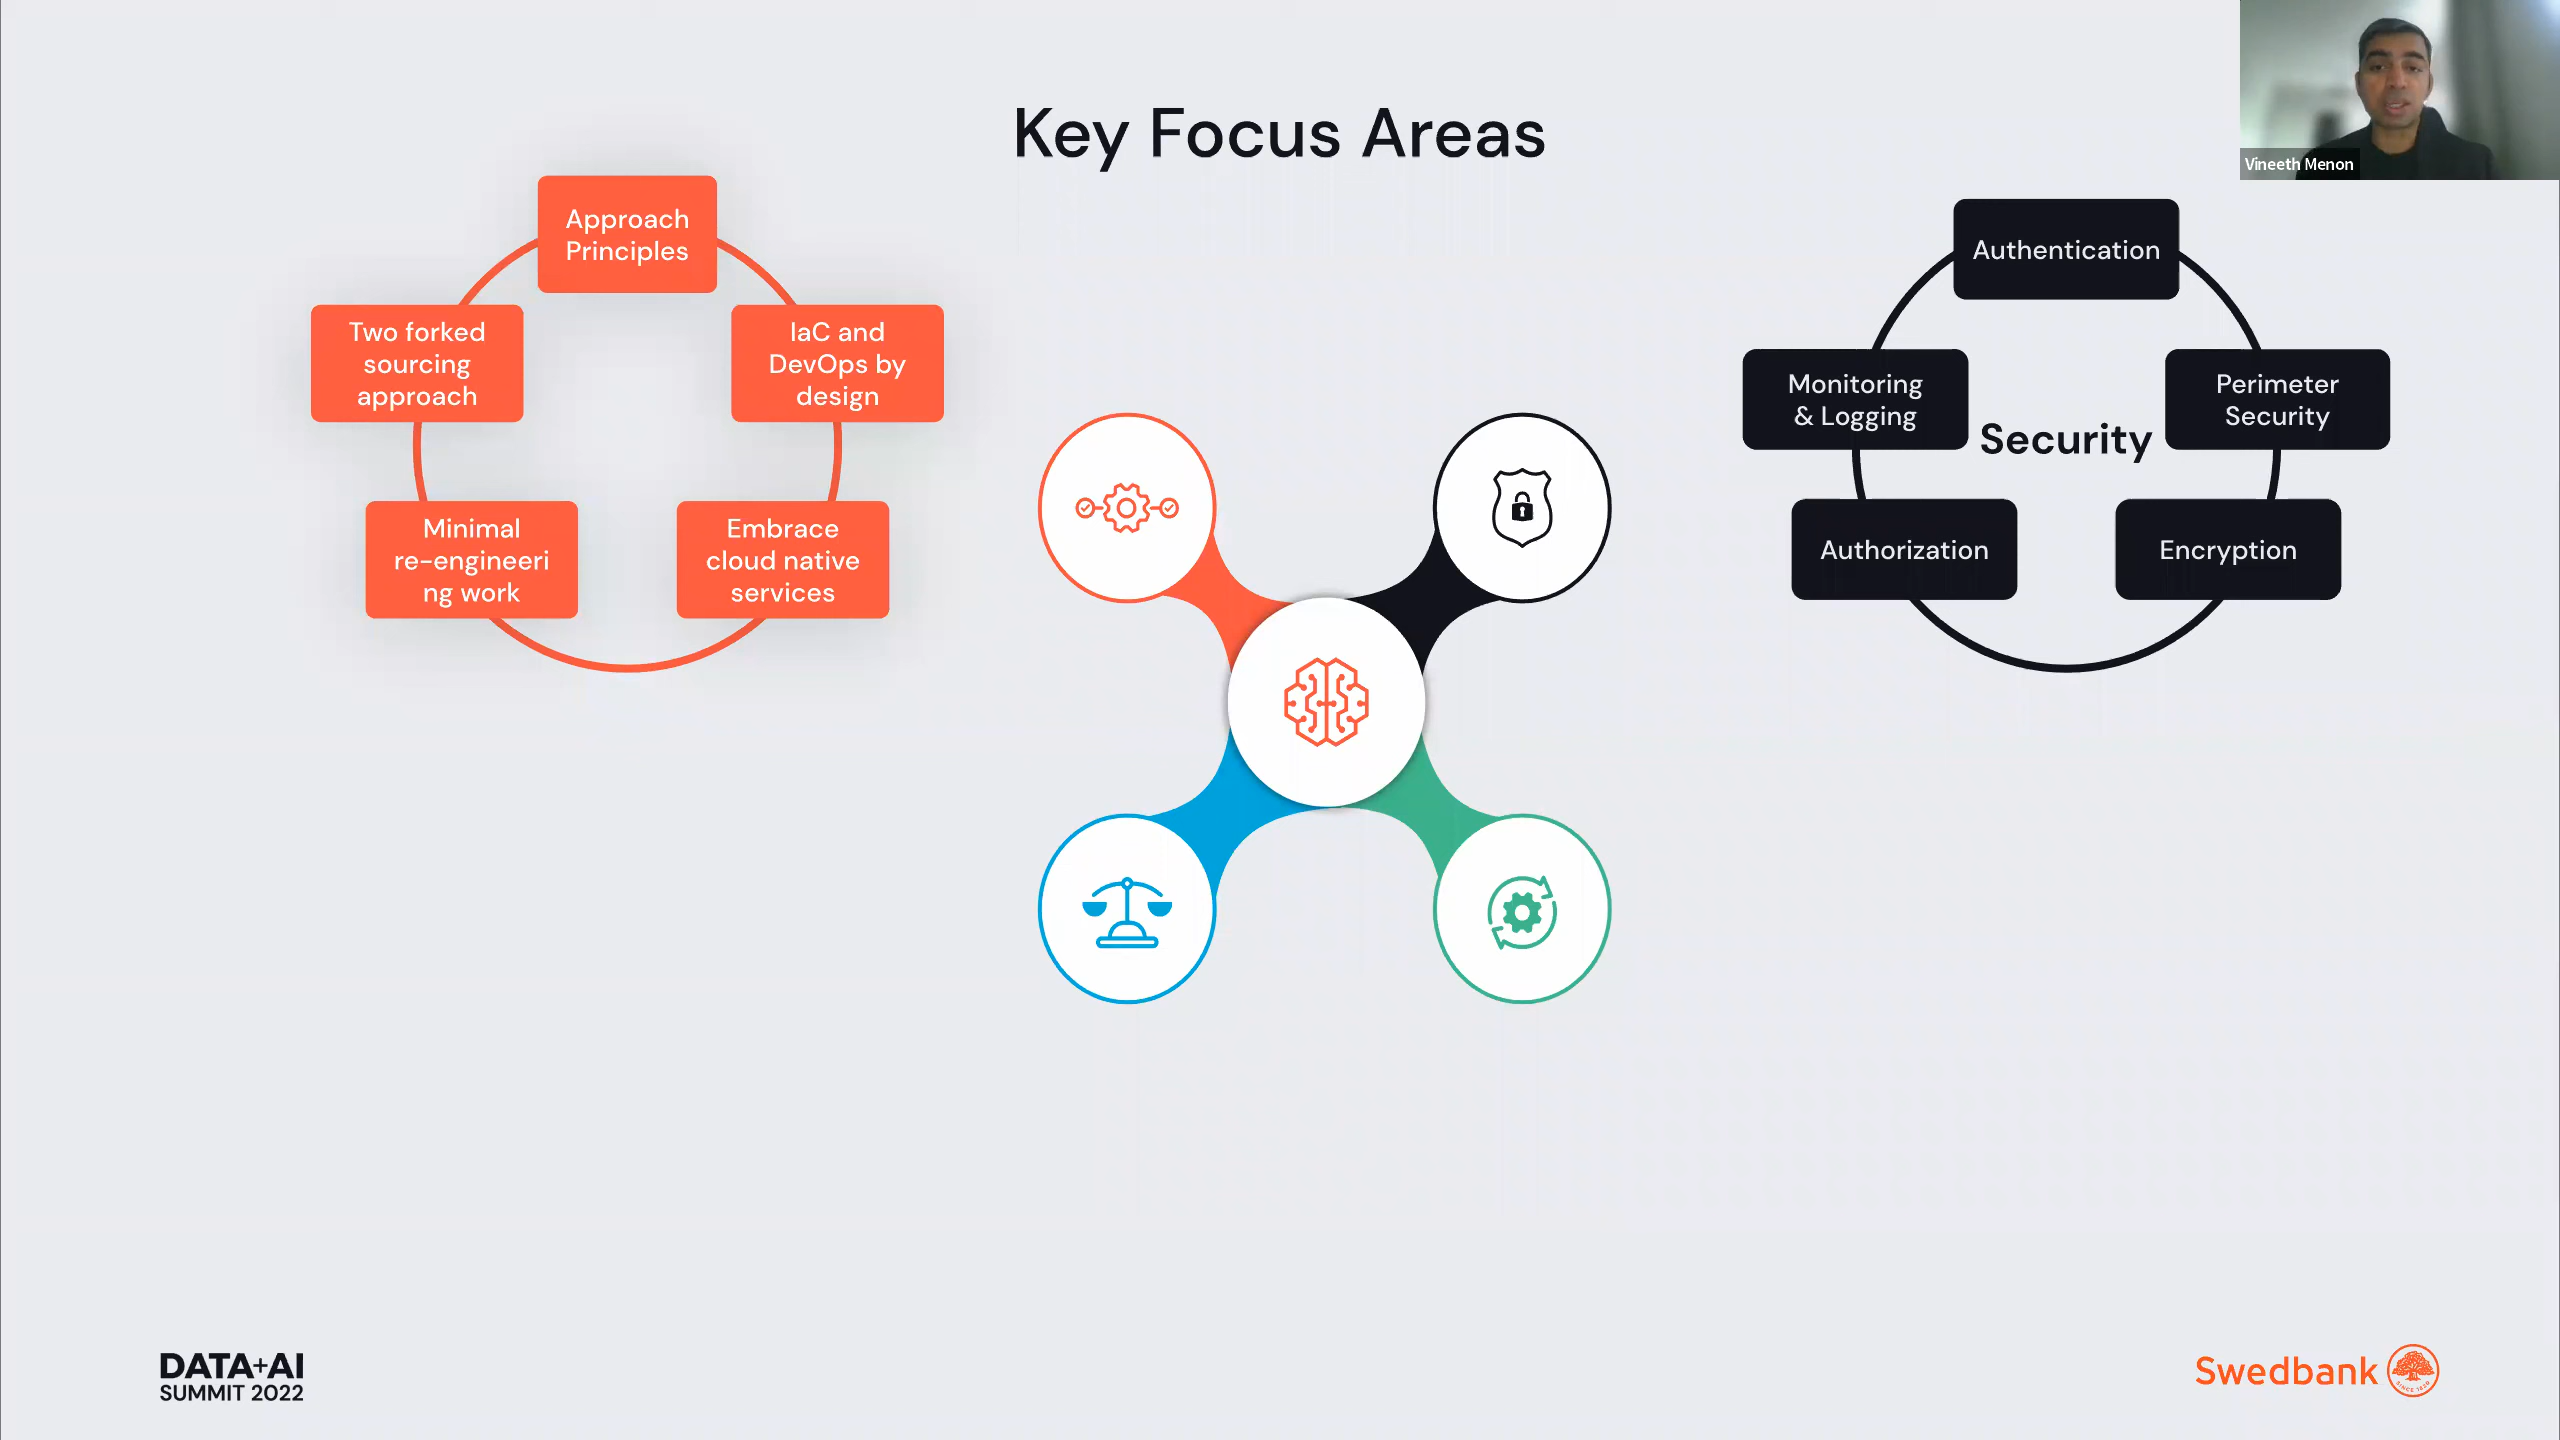 Key Focus Areas
Vineeth Menon
Approach
Principles
Two forked
sourcing
approach
IaC and
DevOps by
design
Minimal
re-engineeri
ng work
Embrace
cloud native
services
Authentication
Monitoring
& Logging
Perimeter
Security
Security
Authorization
Encryption
DATA+AI
SUMMIT 2022
Swedbank
SINCE 1820